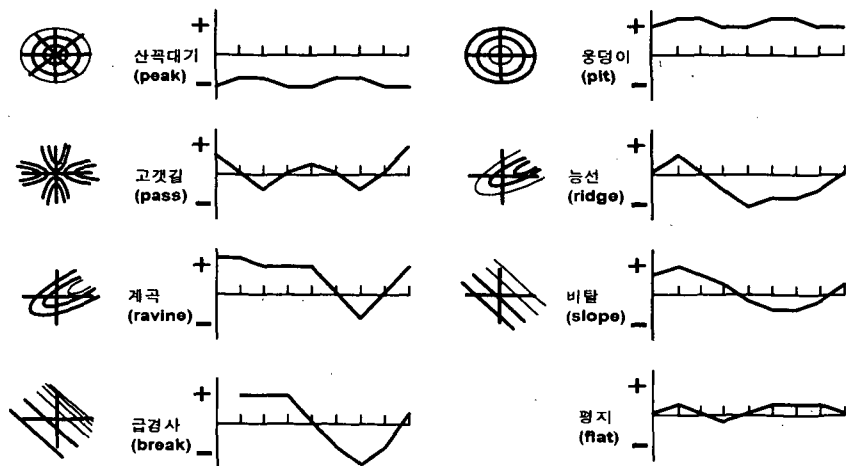 +
산꼭대기
(peak)
−
+
웅덩이
(pit)
−
+
고갯길
(pass)
−
+
능선
(ridge)
−
+
계곡
(ravine)
−
+
비탈
(slope)
−
+
급경사
(break)
−
+
평지
(flat)
−